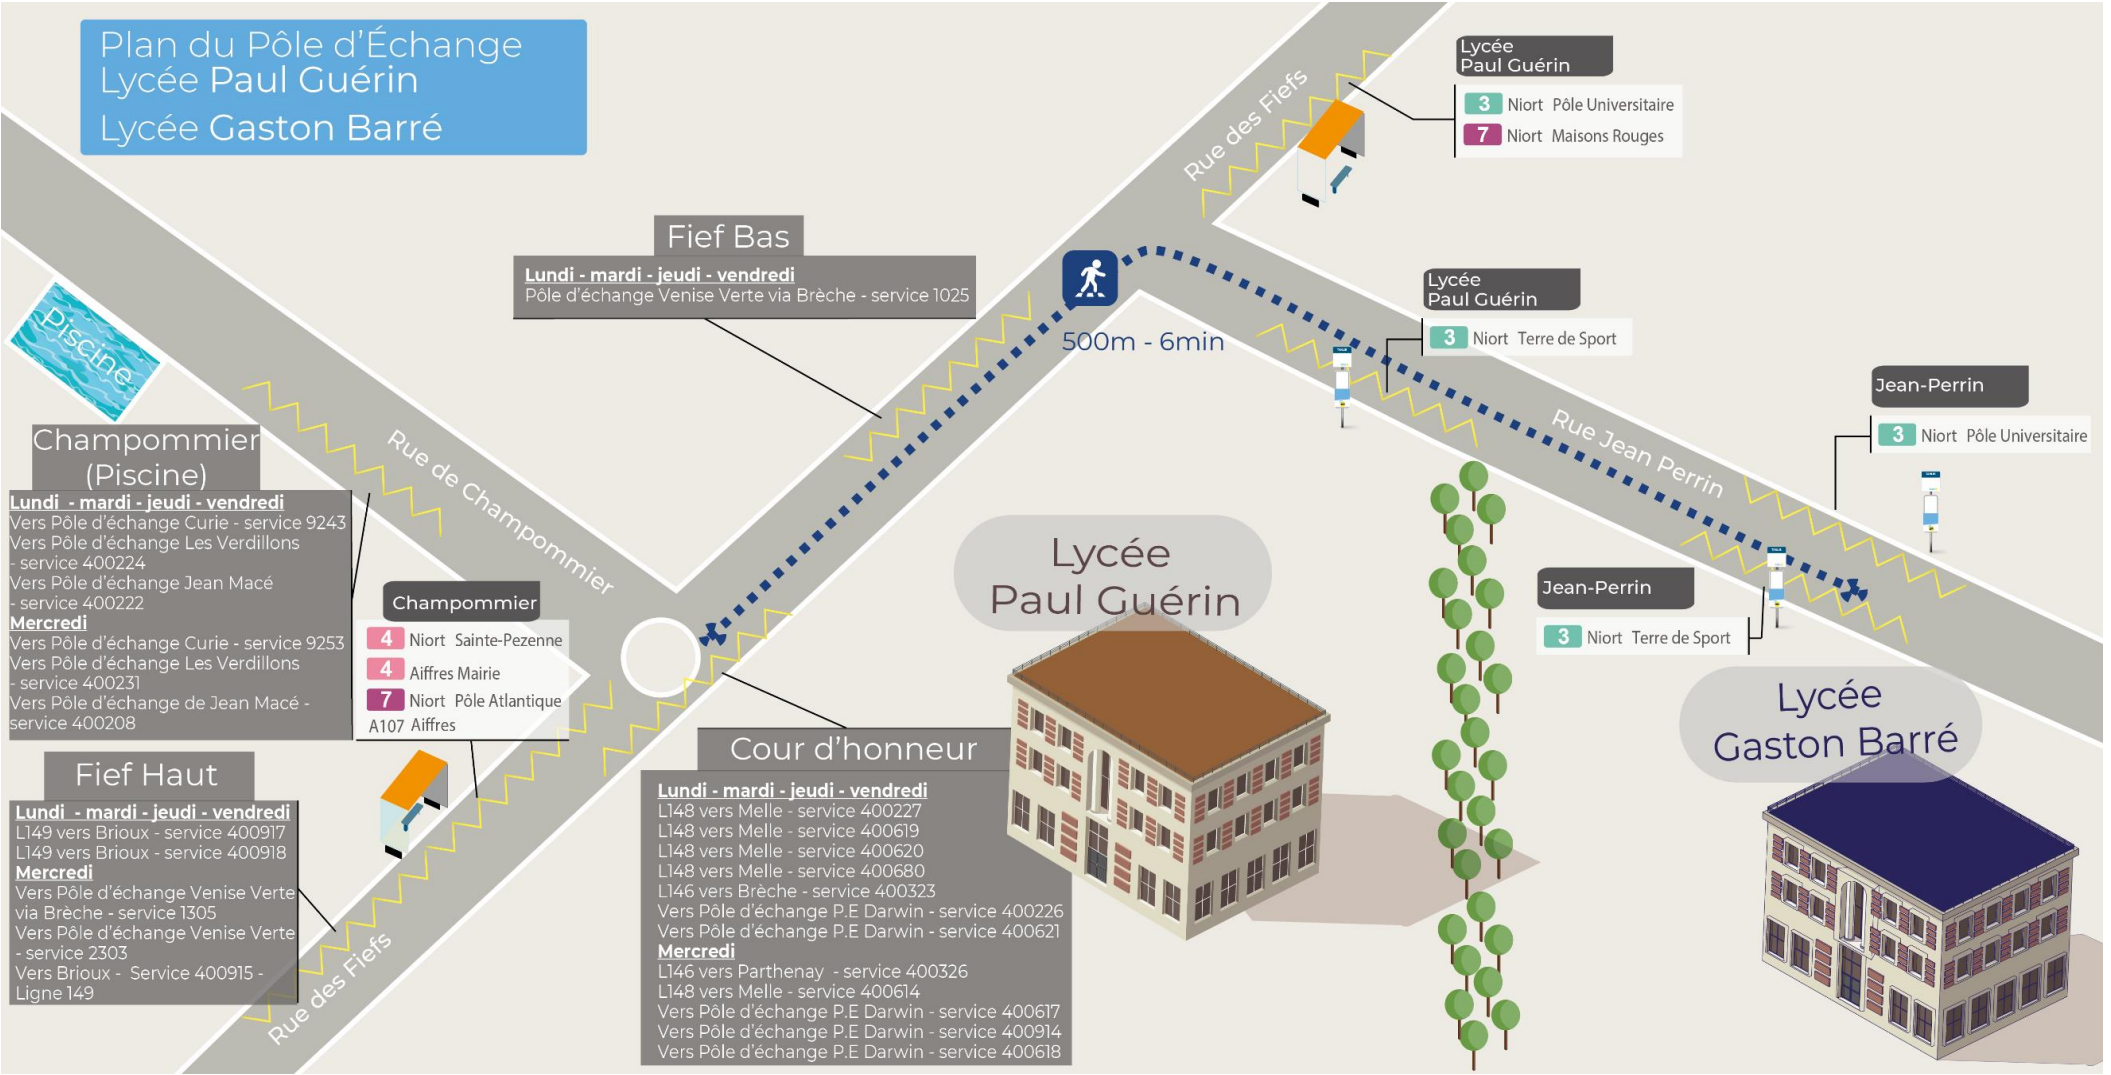 Plan du Pôle d'Échange
Lycée Paul Guérin
Lycée Gaston Barré
Lycée
Paul Guérin
3 Niort Pôle Universitaire
7 Niort Maisons Rouges
Rue des Fiefs
Fief Bas
Lundi - mardi - jeudi - vendredi
Pôle d'échange Venise Verte via Brèche - service 1025
500m - 6min
Lycée
Paul Guérin
3 Niort Terre de Sport
Jean-Perrin
3 Niort Pôle Universitaire
Rue Jean Perrin
Piscine
Rue de Champommier
Champommier
(Piscine)
Lundi - mardi - jeudi - vendredi
Vers Pôle d'échange Curie - service 9243
Vers Pôle d'échange Les Verdillons
- service 400224
Vers Pôle d'échange Jean Macé
- service 400222
Mercredi
Vers Pôle d'échange Curie - service 9253
Vers Pôle d'échange Les Verdillons
- service 400231
Vers Pôle d'échange de Jean Macé -
service 400208
Champommier
4 Niort Sainte-Pezenne
4 Aiffres Mairie
7 Niort Pôle Atlantique
A107 Aiffres
Lycée
Paul Guérin
Jean-Perrin
3 Niort Terre de Sport
Lycée
Gaston Barré
Fief Haut
Lundi - mardi - jeudi - vendredi
L149 vers Brioux - service 400917
L149 vers Brioux - service 400918
Mercredi
Vers Pôle d'échange Venise Verte
via Brèche - service 1305
Vers Pôle d'échange Venise Verte
- service 2303
Vers Brioux - Service 400915 -
Ligne 149
Rue des Fiefs
Cour d'honneur
Lundi - mardi - jeudi - vendredi
L148 vers Melle - service 400227
L148 vers Melle - service 400619
L148 vers Melle - service 400620
L148 vers Melle - service 400680
L146 vers Brèche - service 400323
Vers Pôle d'échange P.E Darwin - service 400226
Vers Pôle d'échange P.E Darwin - service 400621
Mercredi
L146 vers Parthenay - service 400326
L148 vers Melle - service 400614
Vers Pôle d'échange P.E Darwin - service 400617
Vers Pôle d'échange P.E Darwin - service 400914
Vers Pôle d'échange P.E Darwin - service 400618